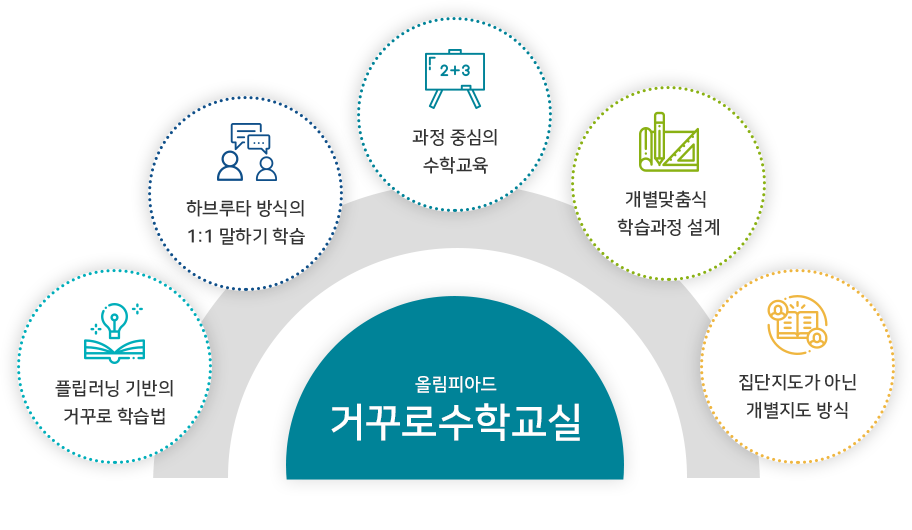 2+3
과정 중심의
수학교육
하브루타 방식의
1:1 말하기 학습
개별맞춤식
학습과정 설계
플립러닝 기반의
거꾸로 학습법
집단지도가 아닌
개별지도 방식
올림피아드
거꾸로수학교실